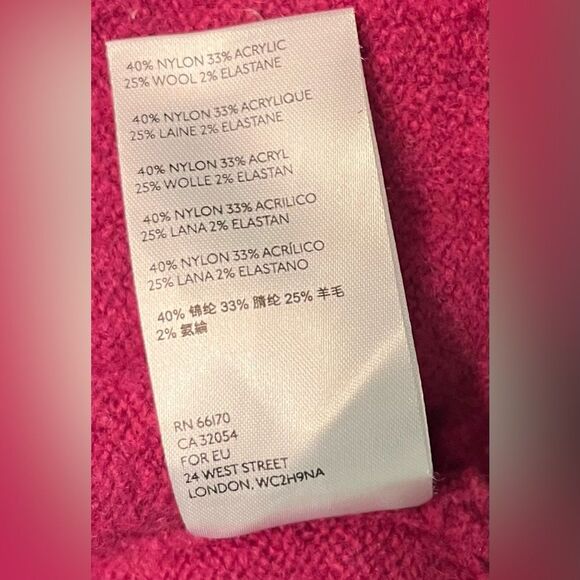 40% NYLON 33% ACRYLIC
25% WOOL 2% ELASTANE
40% NYLON 33% ACRYLIQUE
25% LAINE 2% ELASTANE
40% NYLON 33% ACRYL
25% WOLLE 2% ELASTAN
40% NYLON 33% ACRILICO
25% LANA 2% ELASTAN
40% NYLON 33% ACRÍLICO
25% LANA 2% ELASTANO
40% 锦纶 33% 腈纶 25% 羊毛
2% 氨綸
RN 66170
CA 32054
FOR EU
24 WEST STREET
LONDON, WC2H9NA